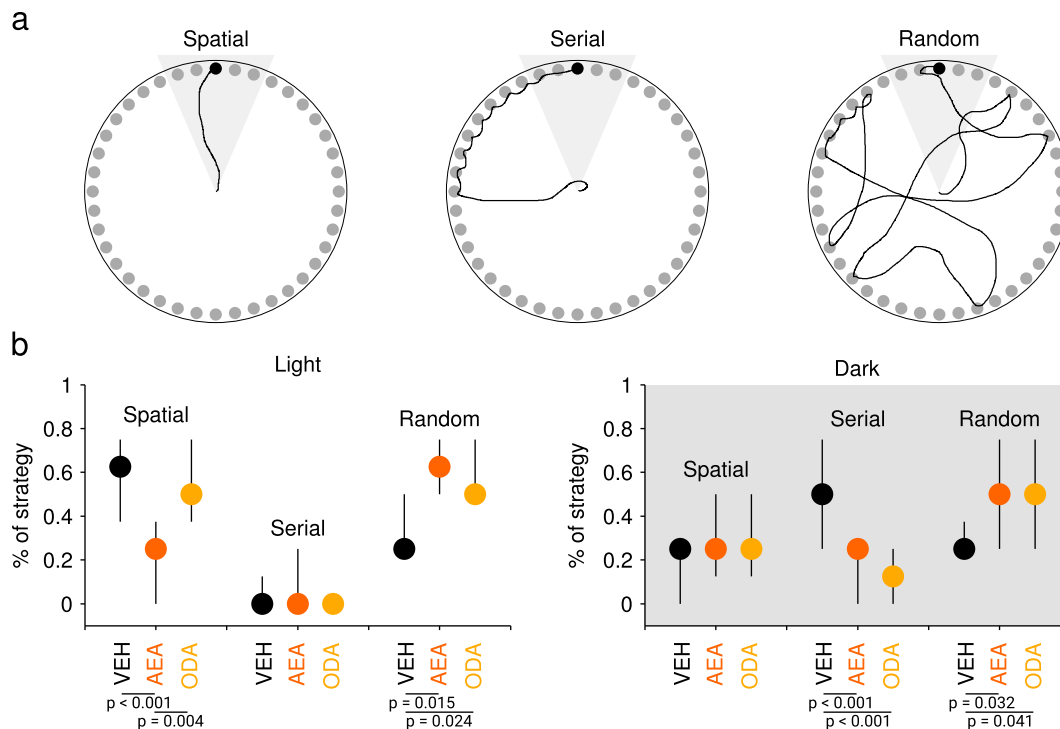 a
Spatial
Serial
Random
b
Light
% of strategy
1
0.8
0.6
0.4
0.2
0
Spatial
Serial
Random
VEH
AEA
ODA
VEH
AEA
ODA
VEH
AEA
ODA
p < 0.001
p = 0.004
p = 0.015
p = 0.024
Dark
% of strategy
1
0.8
0.6
0.4
0.2
0
Spatial
Serial
Random
VEH
AEA
ODA
VEH
AEA
ODA
VEH
AEA
ODA
p < 0.001
p < 0.001
p = 0.032
p = 0.041